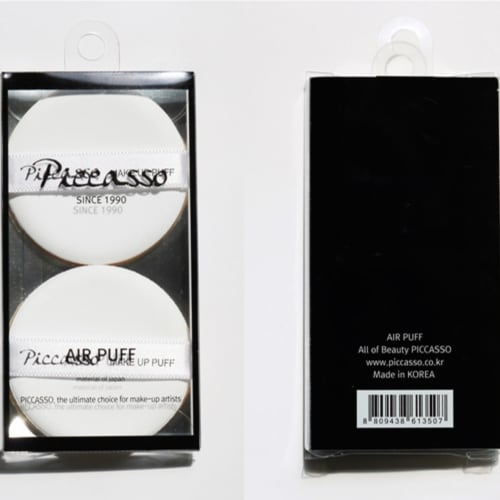 Piccasso MAKE UP PUFF
Piccasso
SINCE 1990
Piccasso MAKE UP PUFF
AIR PUFF
material of Japan
PICCASSO, the ultimate choice for make-up artists
AIR PUFF
All of Beauty PICCASSO
www.piccasso.co.kr
Made in KOREA
8 809438 613507